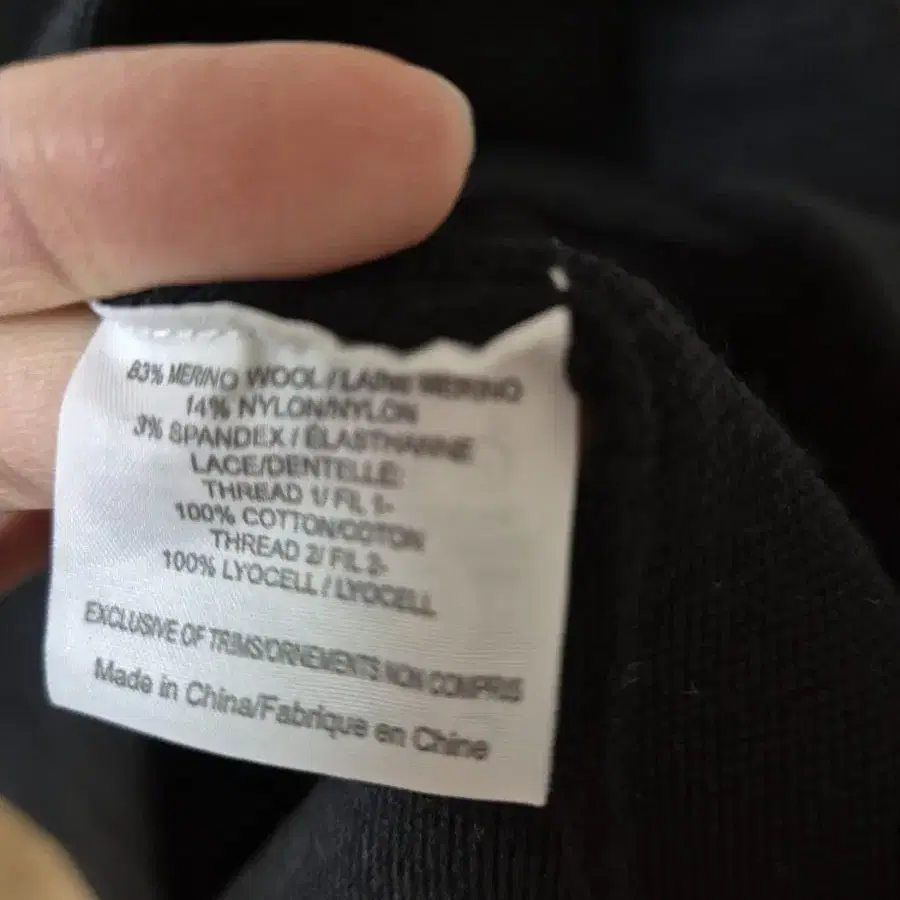 83% MERINO WOOL / LAINE MERINO
14% NYLON/NYLON
3% SPANDEX / ÉLASTHANNE
LACE/DENTELLE:
THREAD 1/ FIL 1-
100% COTTON/COTON
THREAD 2/ FIL 2-
100% LYOCELL / LYOCELL
EXCLUSIVE OF TRIMS/ORNEMENTS NON COMPRIS
Made in China/Fabrique en Chine